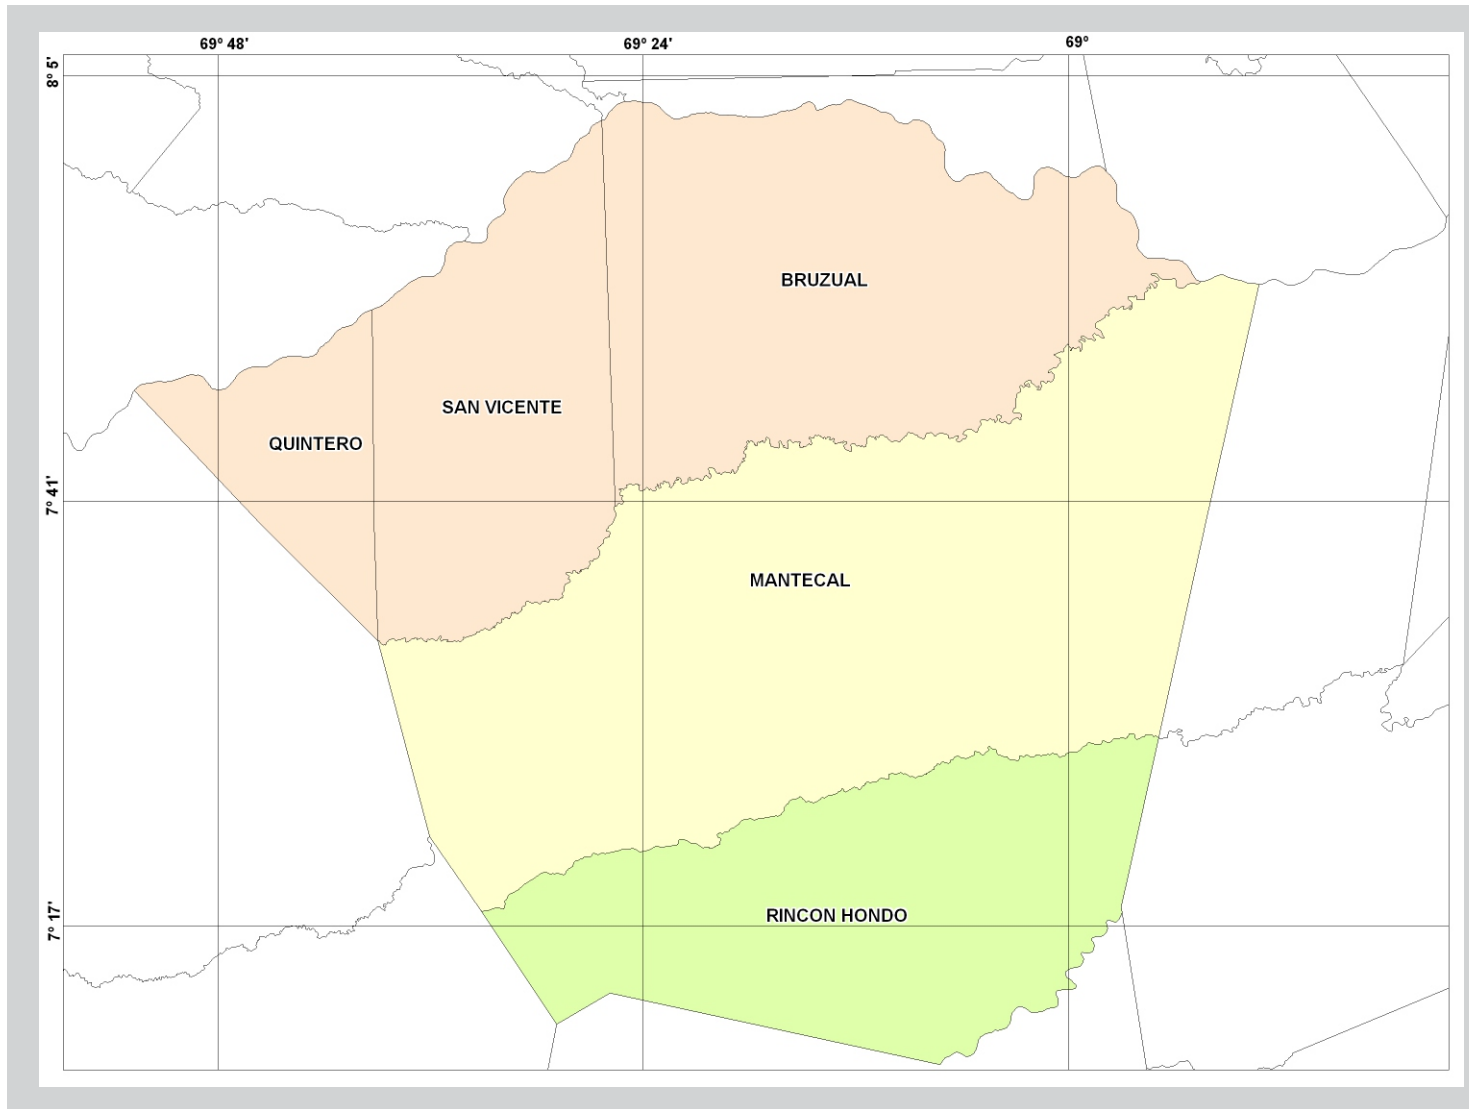 69° 48'
69° 24'
69°
8° 5'
BRUZUAL
SAN VICENTE
QUINTERO
7° 41'
MANTECAL
RINCON HONDO
7° 17'